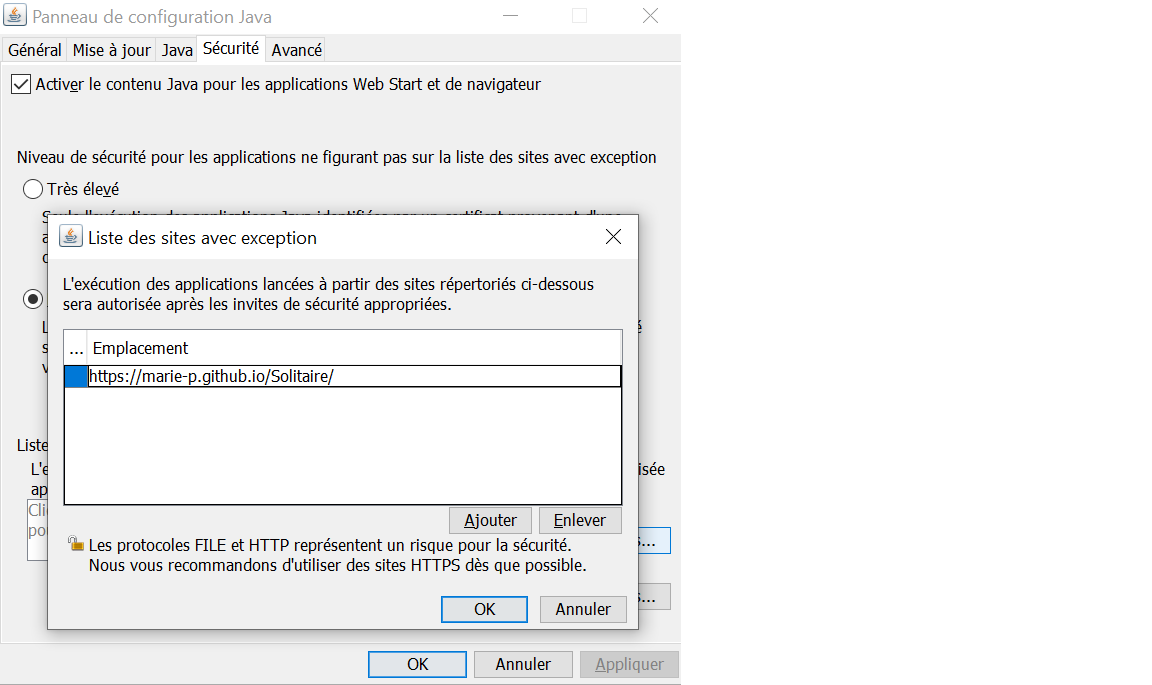 Panneau de configuration Java
Général Mise à jour Java Sécurité Avancé
Activer le contenu Java pour les applications Web Start et de navigateur
Niveau de sécurité pour les applications ne figurant pas sur la liste des sites avec exception
Très élevé
Liste des sites avec exception
L'exécution des applications lancées à partir des sites répertoriés ci-dessous
sera autorisée après les invites de sécurité appropriées.
... Emplacement
https://marie-p.github.io/Solitaire/
Liste
Ajouter Enlever
Les protocoles FILE et HTTP représentent un risque pour la sécurité.
Nous vous recommandons d'utiliser des sites HTTPS dès que possible.
OK Annuler
OK Annuler Appliquer